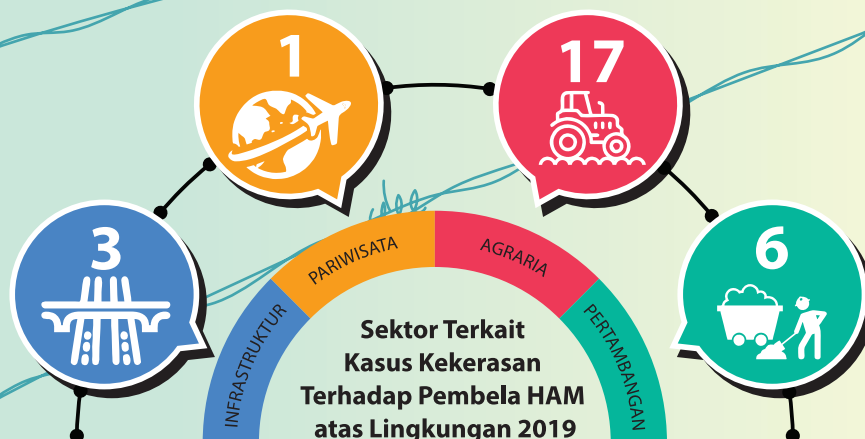 1
17
3
6
PARIWISATA
AGRARIA
INFRASTRUKTUR
PERTAMBANGAN
Sektor Terkait
Kasus Kekerasan
Terhadap Pembela HAM
atas Lingkungan 2019